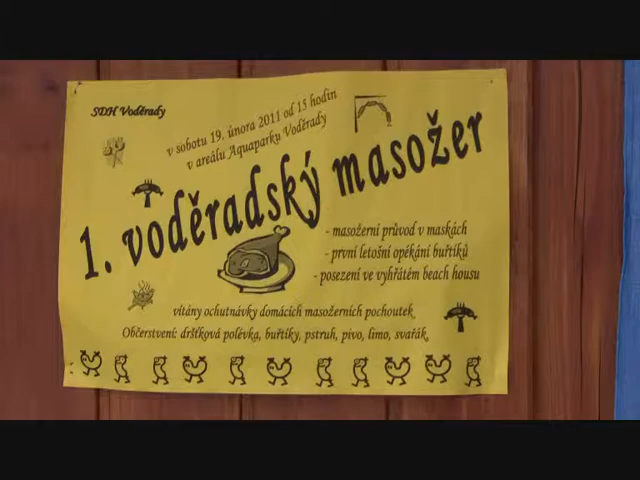 SDH Voděrady
v sobotu 19. února 2011 od 15 hodin
v areálu Aquaparku Voděrady
1. voděradský masožer
- masožerní průvod v maskách
- první letošní opékání buřtíků
- posezení ve vyhřátém beach housu
vítány ochutnávky domácích masožerních pochoutek
Občerstvení: dršťková polévka, buřtíky, pstruh, pivo, limo, svařák,